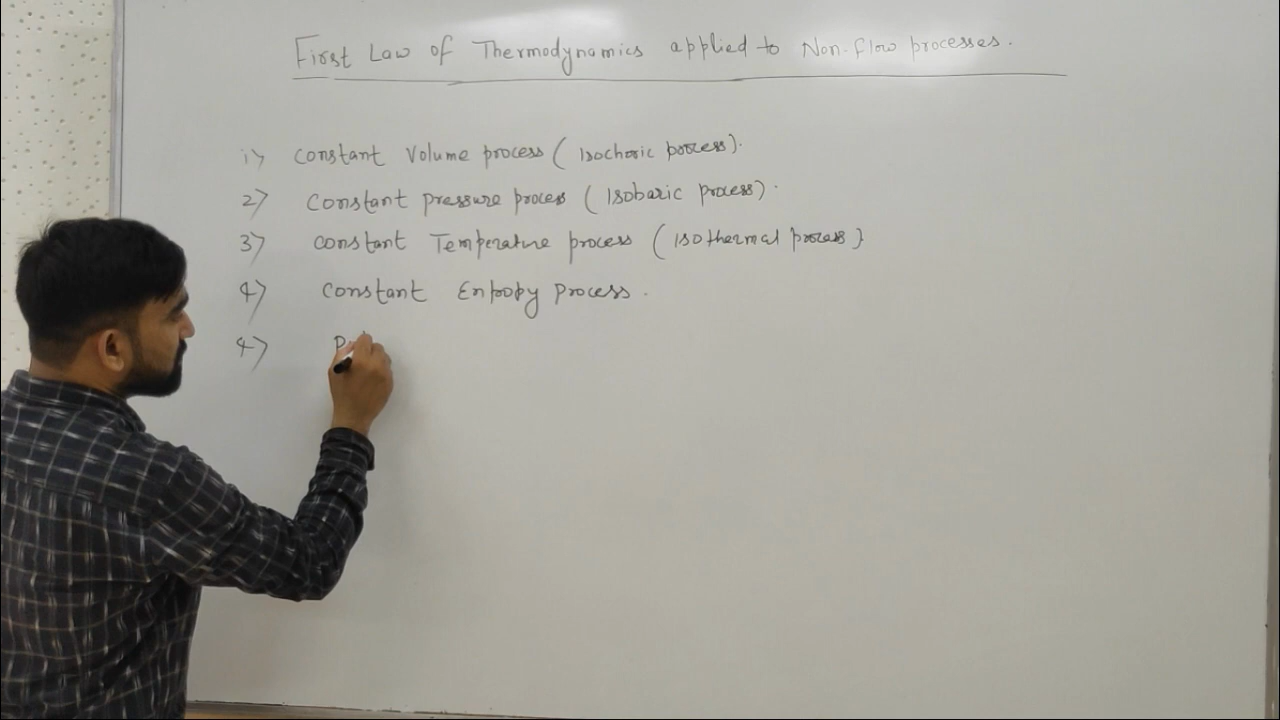 First Law of Thermodynamics applied to Non-flow processes.
1) constant Volume process ( Isochoric process).
2) constant pressure process ( Isobaric process).
3) constant Temperature process ( Isothermal process)
4) constant Entropy process.
4)